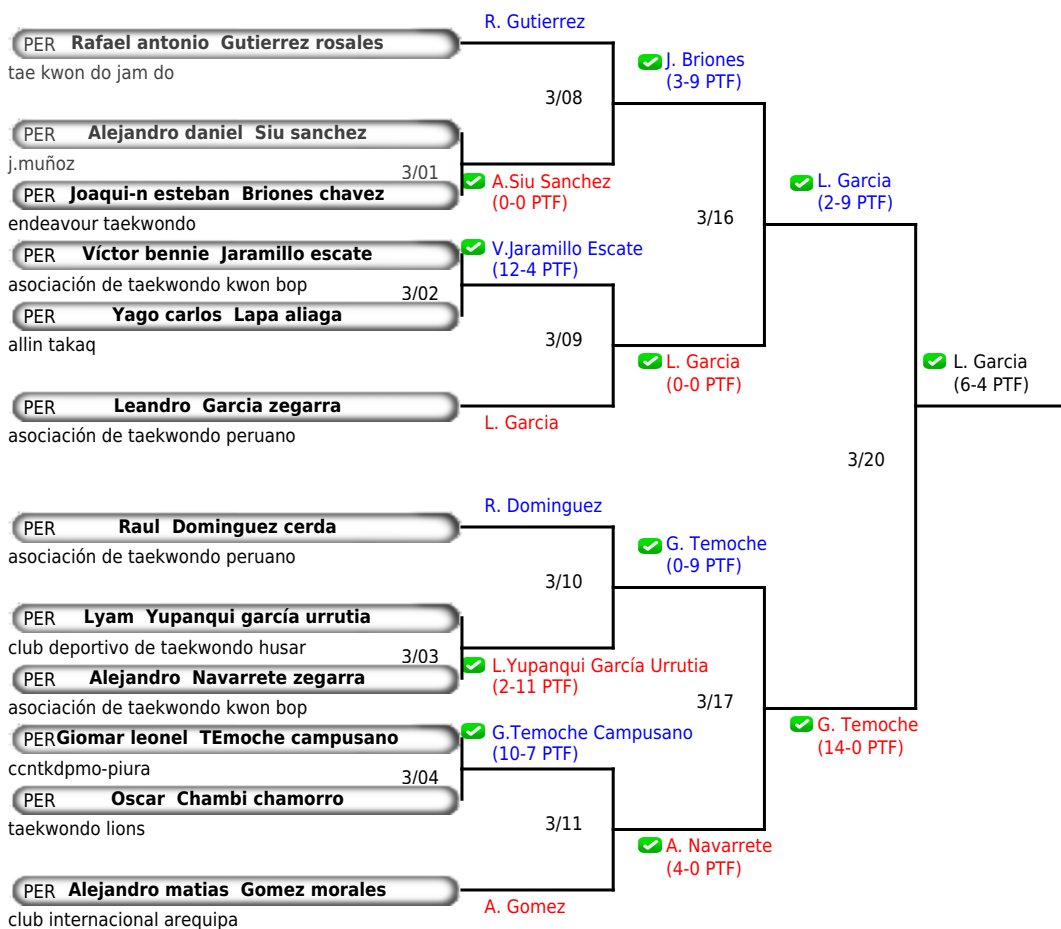 R. Gutierrez
PER Rafael antonio Gutierrez rosales
tae kwon do jam do
J. Briones
(3-9 PTF)
3/08
PER Alejandro daniel Siu sanchez
j.muñoz
3/01
A.Siu Sanchez
(0-0 PTF)
L. Garcia
(2-9 PTF)
PER Joaqui-n esteban Briones chavez
endeavour taekwondo
3/16
PER Víctor bennie Jaramillo escate
V.Jaramillo Escate
(12-4 PTF)
asociación de taekwondo kwon bop
3/02
PER Yago carlos Lapa aliaga
allin takaq
3/09
L. Garcia
(0-0 PTF)
L. Garcia
(6-4 PTF)
PER Leandro Garcia zegarra
L. Garcia
asociación de taekwondo peruano
3/20
R. Dominguez
PER Raul Dominguez cerda
asociación de taekwondo peruano
G. Temoche
(0-9 PTF)
3/10
PER Lyam Yupanqui garcía urrutia
club deportivo de taekwondo husar
3/03
L.Yupanqui García Urrutia
(2-11 PTF)
PER Alejandro Navarrete zegarra
asociación de taekwondo kwon bop
3/17
PER Giomar leonel TEmoche campusano
G.Temoche Campusano
(10-7 PTF)
G. Temoche
(14-0 PTF)
ccntkdpmo-piura
3/04
PER Oscar Chambi chamorro
taekwondo lions
3/11
A. Navarrete
(4-0 PTF)
PER Alejandro matias Gomez morales
A. Gomez
club internacional arequipa